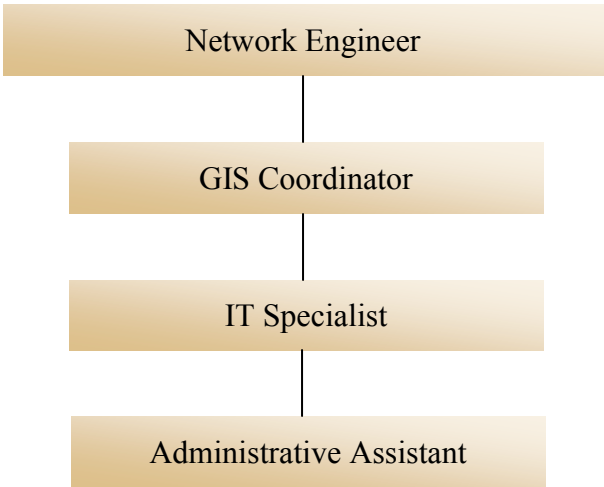 Network Engineer
GIS Coordinator
IT Specialist
Administrative Assistant